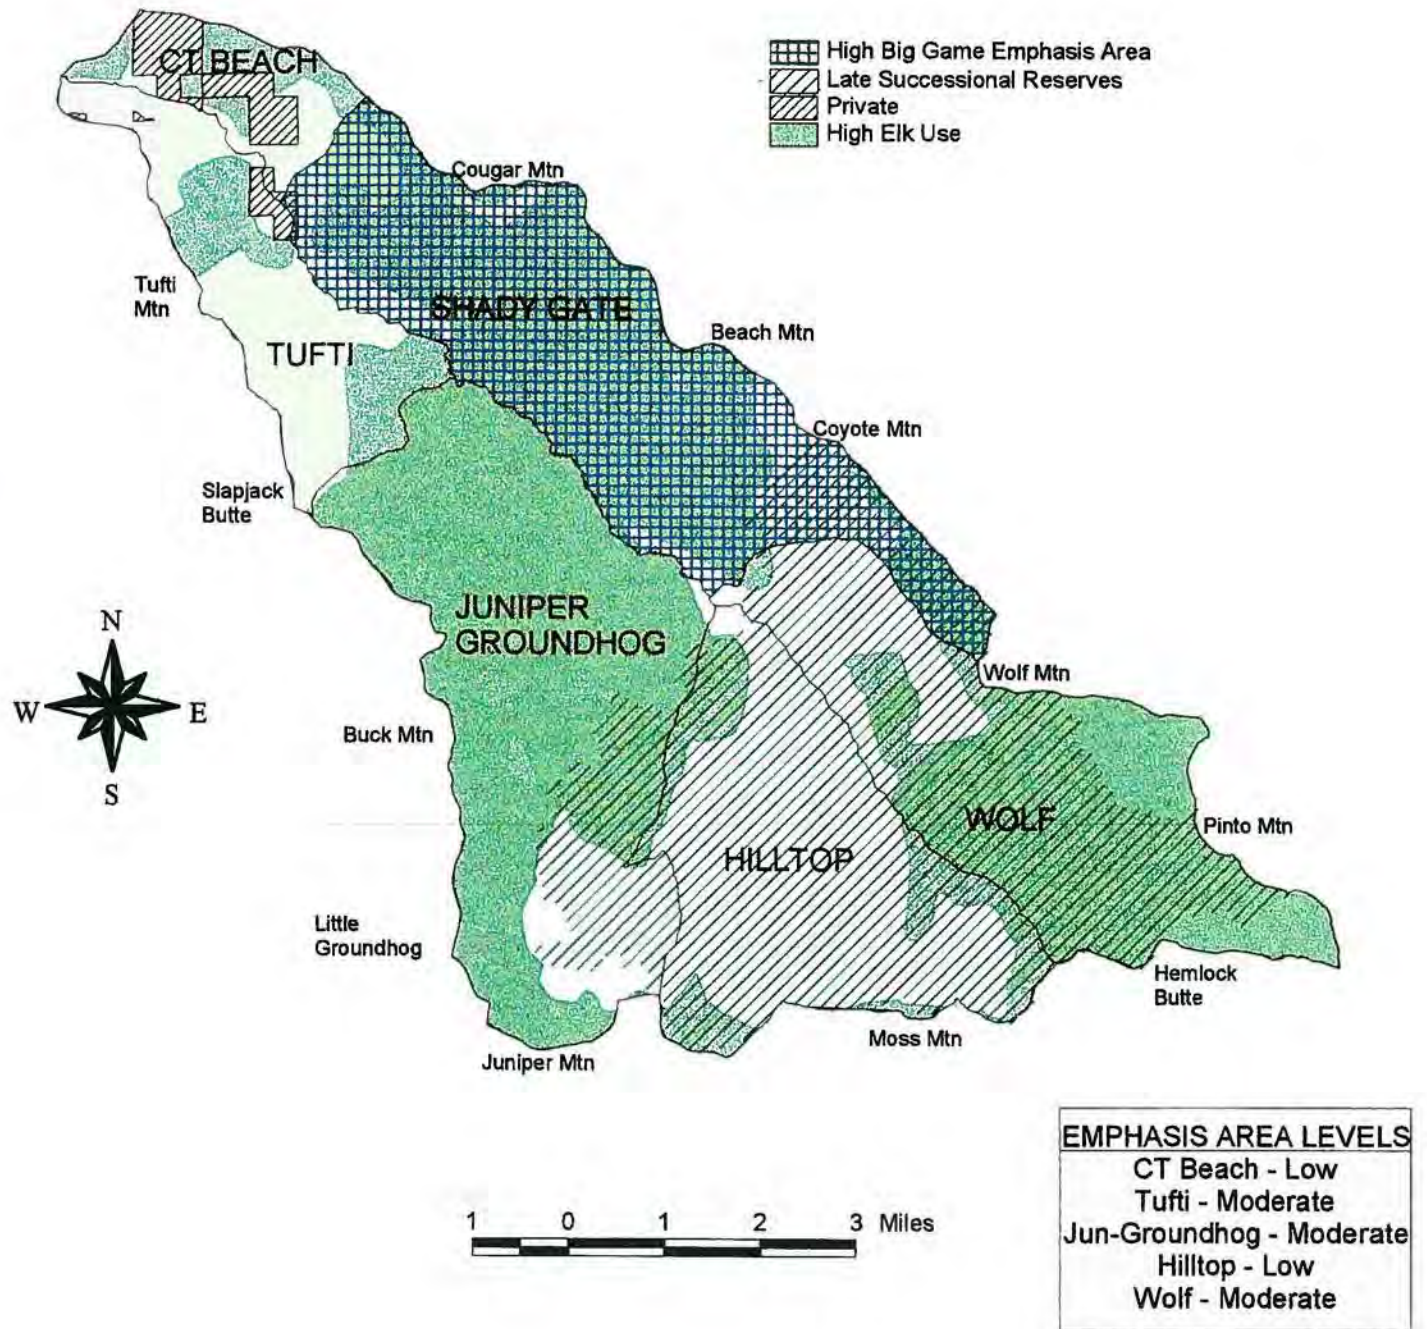 CT BEACH
High Big Game Emphasis Area
Late Successional Reserves
Private
High Elk Use
Cougar Mtn
Tufti
Mtn
SHADY GATE
Beach Mtn
TUFTI
Coyote Mtn
Slapjack
Butte
JUNIPER
GROUNDHOG
N
W
E
S
Wolf Mtn
Buck Mtn
WOLF
Pinto Mtn
HILLTOP
Little
Groundhog
Hemlock
Butte
Moss Mtn
Juniper Mtn
EMPHASIS AREA LEVELS
CT Beach - Low
Tufti - Moderate
Jun-Groundhog - Moderate
Hilltop - Low
Wolf - Moderate
1 0 1 2 3 Miles